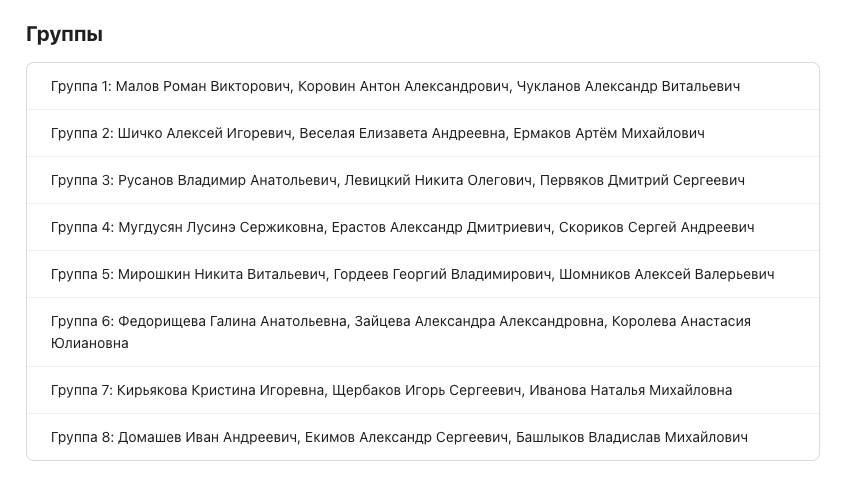 Группы
Группа 1: Малов Роман Викторович, Коровин Антон Александрович, Чукланов Александр Витальевич
Группа 2: Шичко Алексей Игоревич, Веселая Елизавета Андреевна, Ермаков Артём Михайлович
Группа 3: Русанов Владимир Анатольевич, Левицкий Никита Олегович, Первяков Дмитрий Сергеевич
Группа 4: Мугдусян Лусинэ Сержиковна, Ерастов Александр Дмитриевич, Скориков Сергей Андреевич
Группа 5: Мирошкин Никита Витальевич, Гордеев Георгий Владимирович, Шомников Алексей Валерьевич
Группа 6: Федорищева Галина Анатольевна, Зайцева Александра Александровна, Королева Анастасия
Юлиановна
Группа 7: Кирьякова Кристина Игоревна, Щербаков Игорь Сергеевич, Иванова Наталья Михайловна
Группа 8: Домашев Иван Андреевич, Екимов Александр Сергеевич, Башлыков Владислав Михайлович